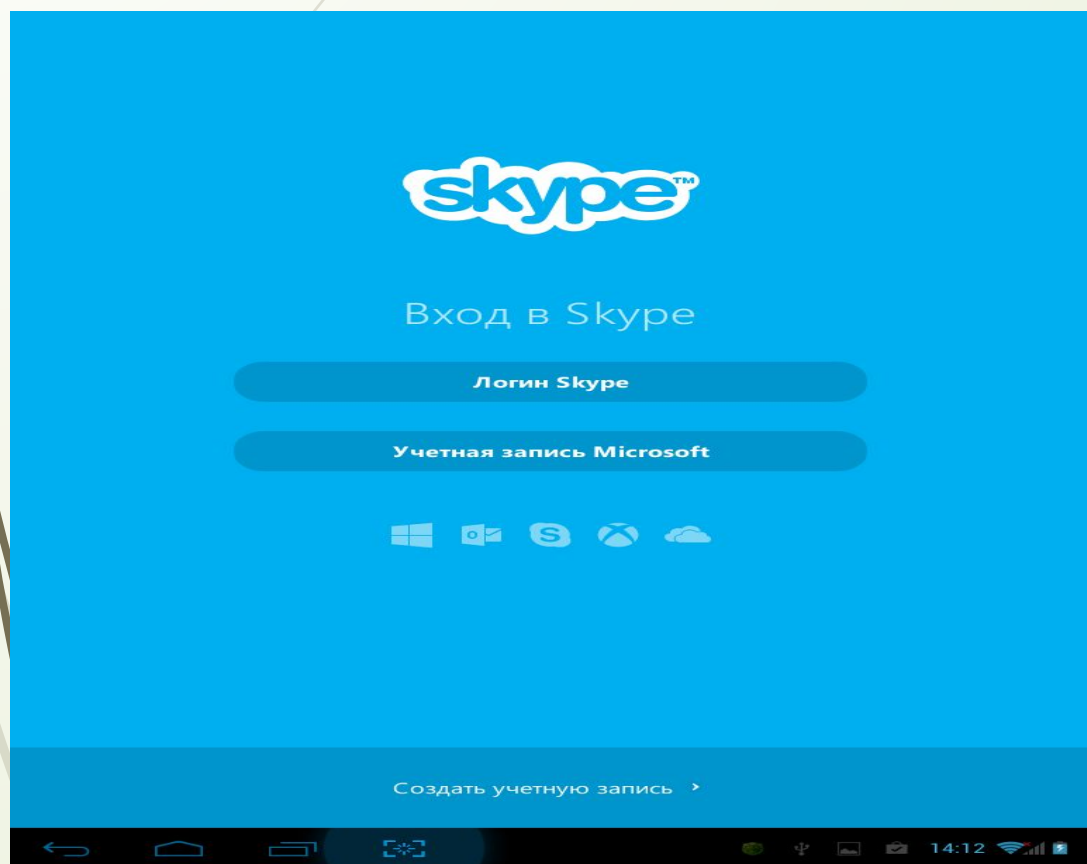 skype™
Вход в Skype
Логин Skype
Учетная запись Microsoft
Создать учетную запись
14:12